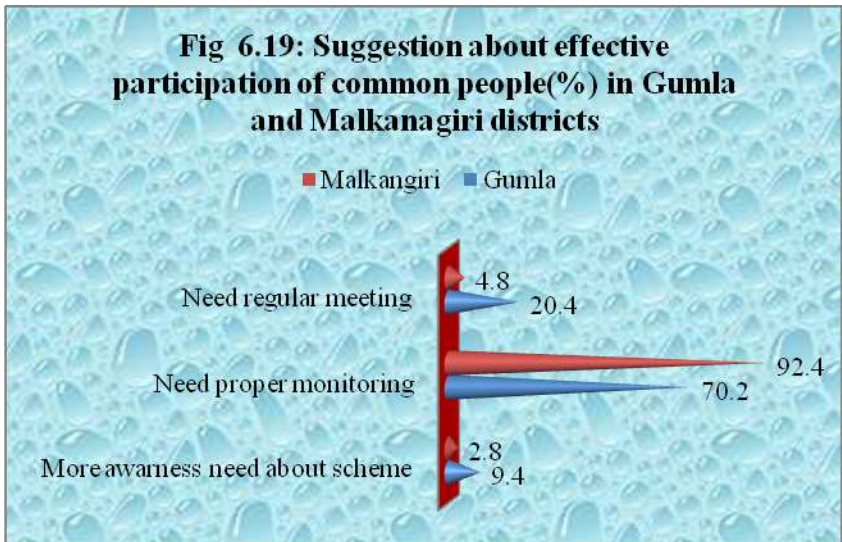 Fig 6.19: Suggestion about effective
participation of common people(%) in Gumla
and Malkanagiri districts
Malkangiri Gumla
Need regular meeting
4.8
20.4
Need proper monitoring
92.4
70.2
More awarness need about scheme
2.8
9.4